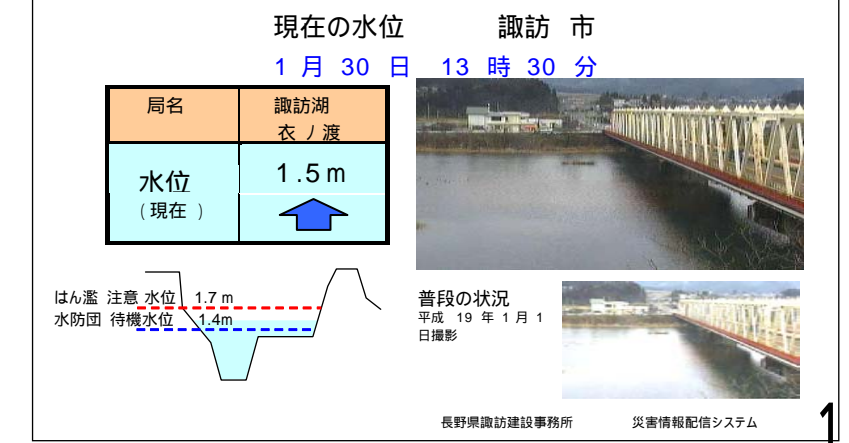 現在の水位 諏訪 市
1 月 30 日 13 時 30 分
局名 諏訪湖
衣ノ渡
水位
(現在) 1.5m
はん濫 注意 水位 1.7 m
水防団 待機水位 1.4m
普段の状況
平成 19 年 1 月 1
日撮影
長野県諏訪建設事務所 災害情報配信システム
1